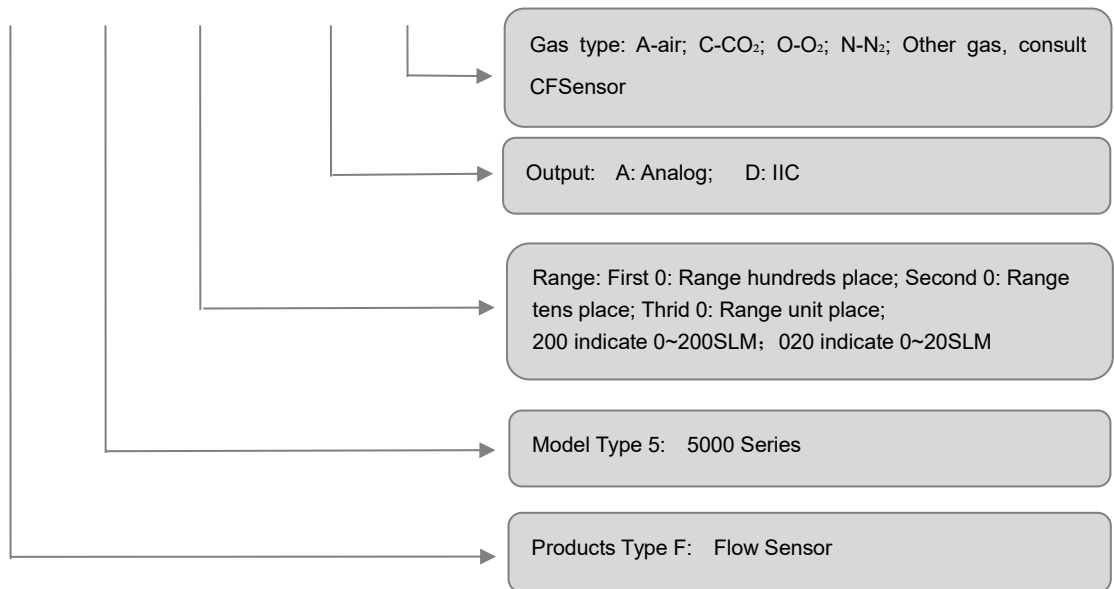 Gas type: A-air; C-CO₂; O-O₂; N-N₂; Other gas, consult
CFSensor
Output: A: Analog; D: IIC
Range: First 0: Range hundreds place; Second 0: Range
tens place; Thrid 0: Range unit place;
200 indicate 0~200SLM；020 indicate 0~20SLM
Model Type 5: 5000 Series
Products Type F: Flow Sensor